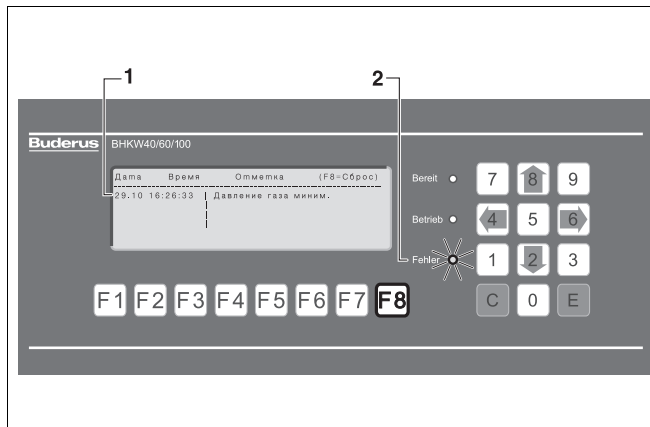 1
2
Buderus BHKW40/60/100
Дата Время Отметка (F8=Сброс)
29.10 16:26:33 Давление газа миним.
Bereit
Betrieb
Fehler
7 8 9
4 5 6
1 2 3
C 0 E
F1 F2 F3 F4 F5 F6 F7 F8